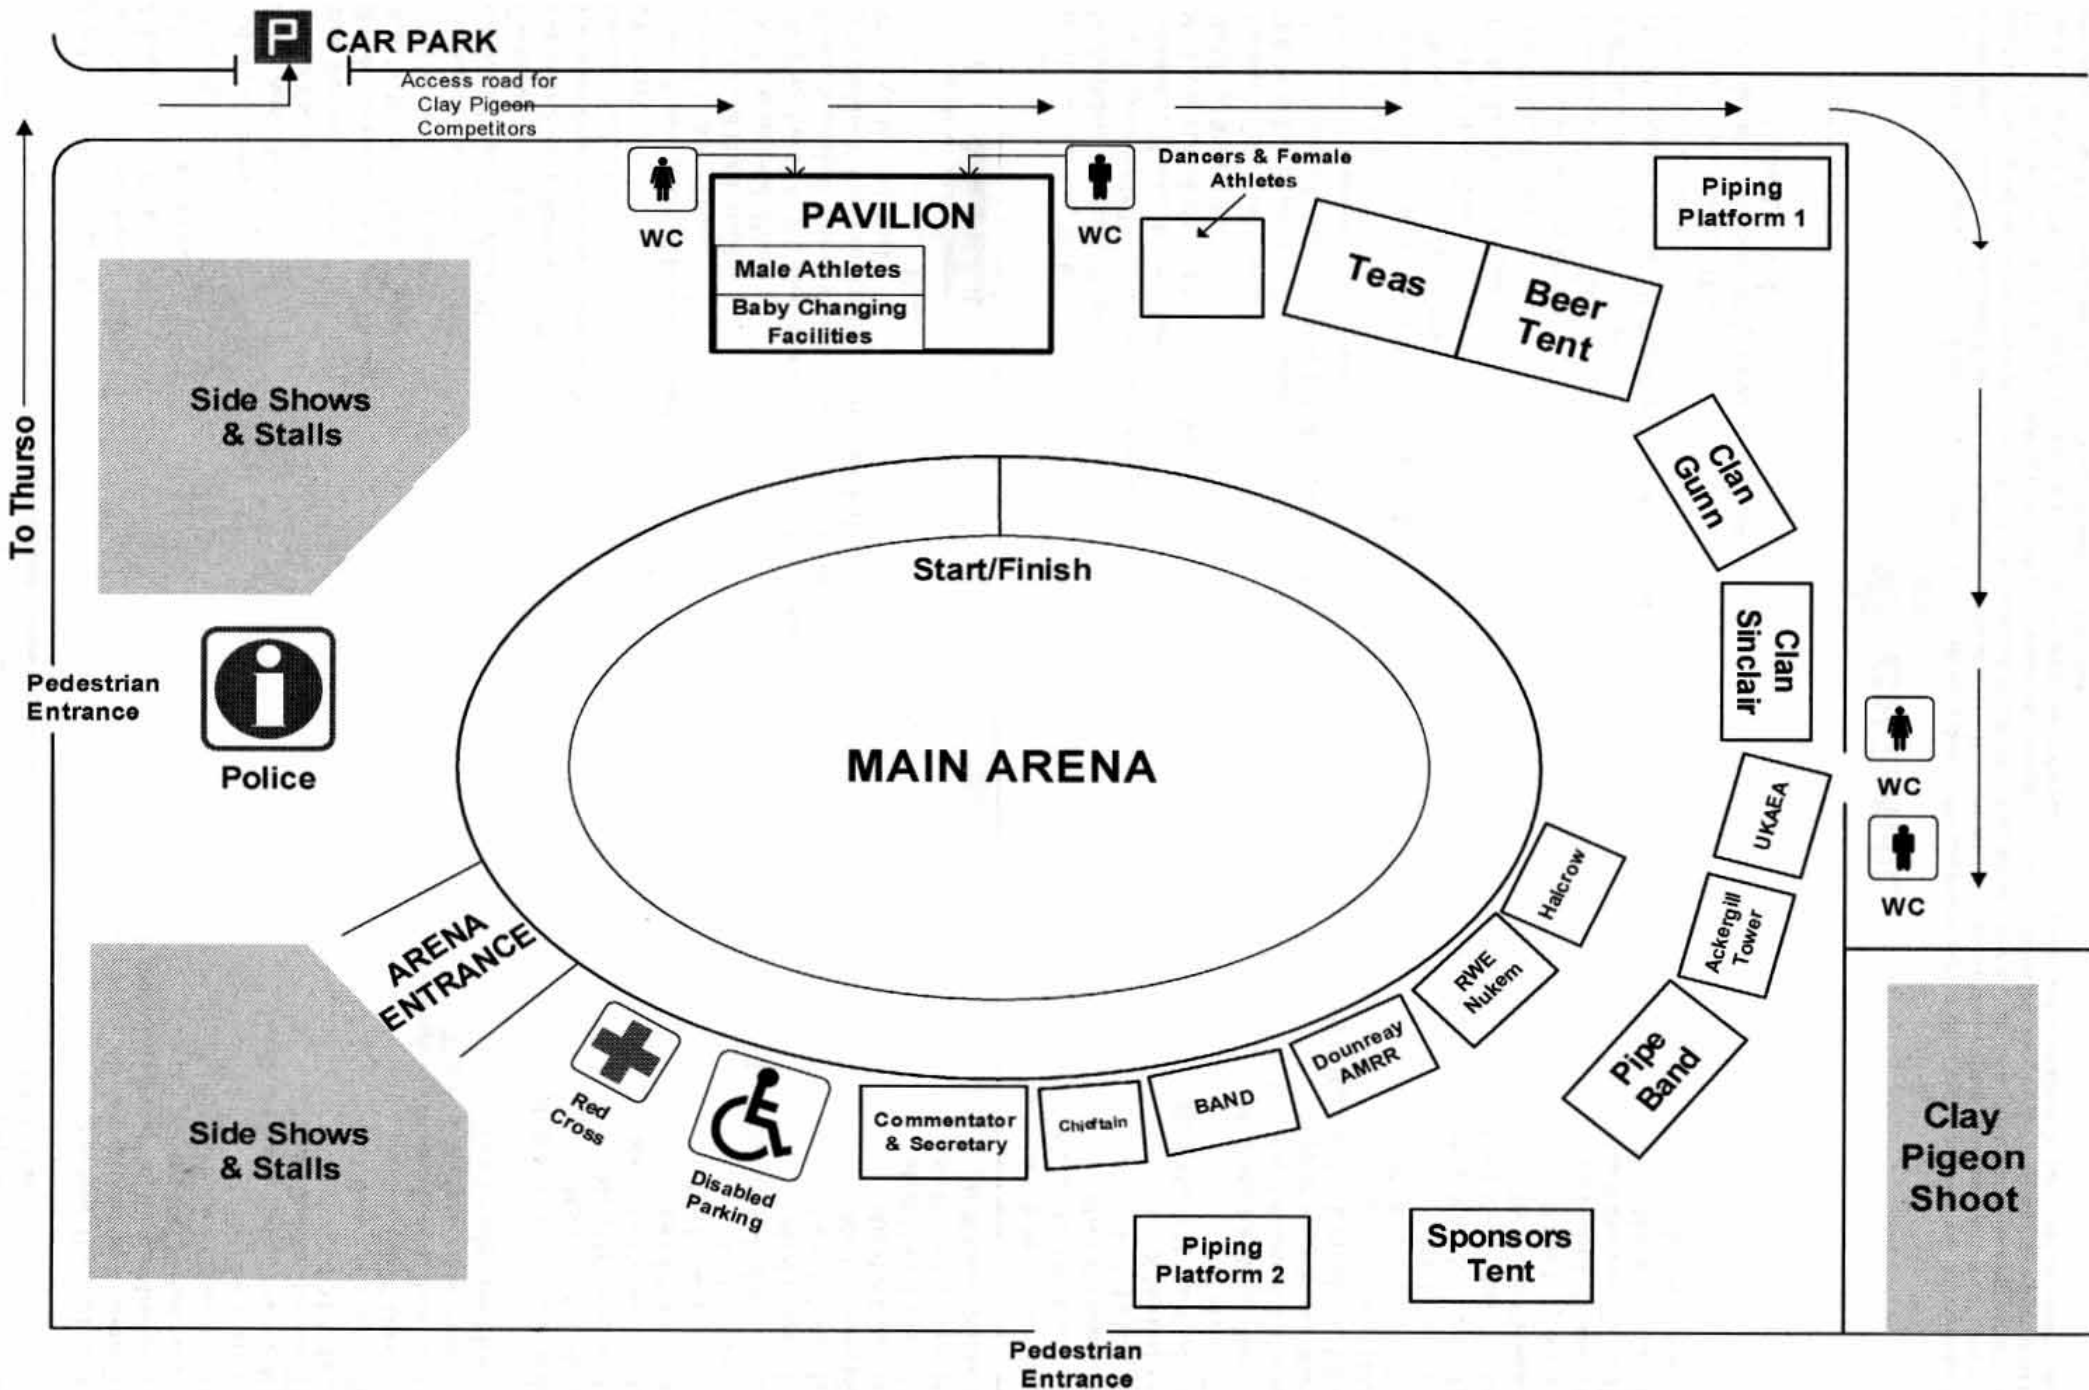 P CAR PARK
Access road for
Clay Pigeon
Competitors
To Thurso
WC
PAVILION
Male Athletes
Baby Changing
Facilities
WC
Dancers & Female
Athletes
Teas
Beer
Tent
Piping
Platform 1
Side Shows
& Stalls
Clan
Gunn
Start/Finish
Clan
Sinclair
Pedestrian
Entrance
i
Police
MAIN ARENA
WC
UKAEA
WC
Halcrow
Ackergill
Tower
ARENA
ENTRANCE
RWE
Nukem
Dounreay
AMRR
Pipe
Band
Red
Cross
Disabled
Parking
Commentator
& Secretary
Chieftain
BAND
Side Shows
& Stalls
Clay
Pigeon
Shoot
Piping
Platform 2
Sponsors
Tent
Pedestrian
Entrance